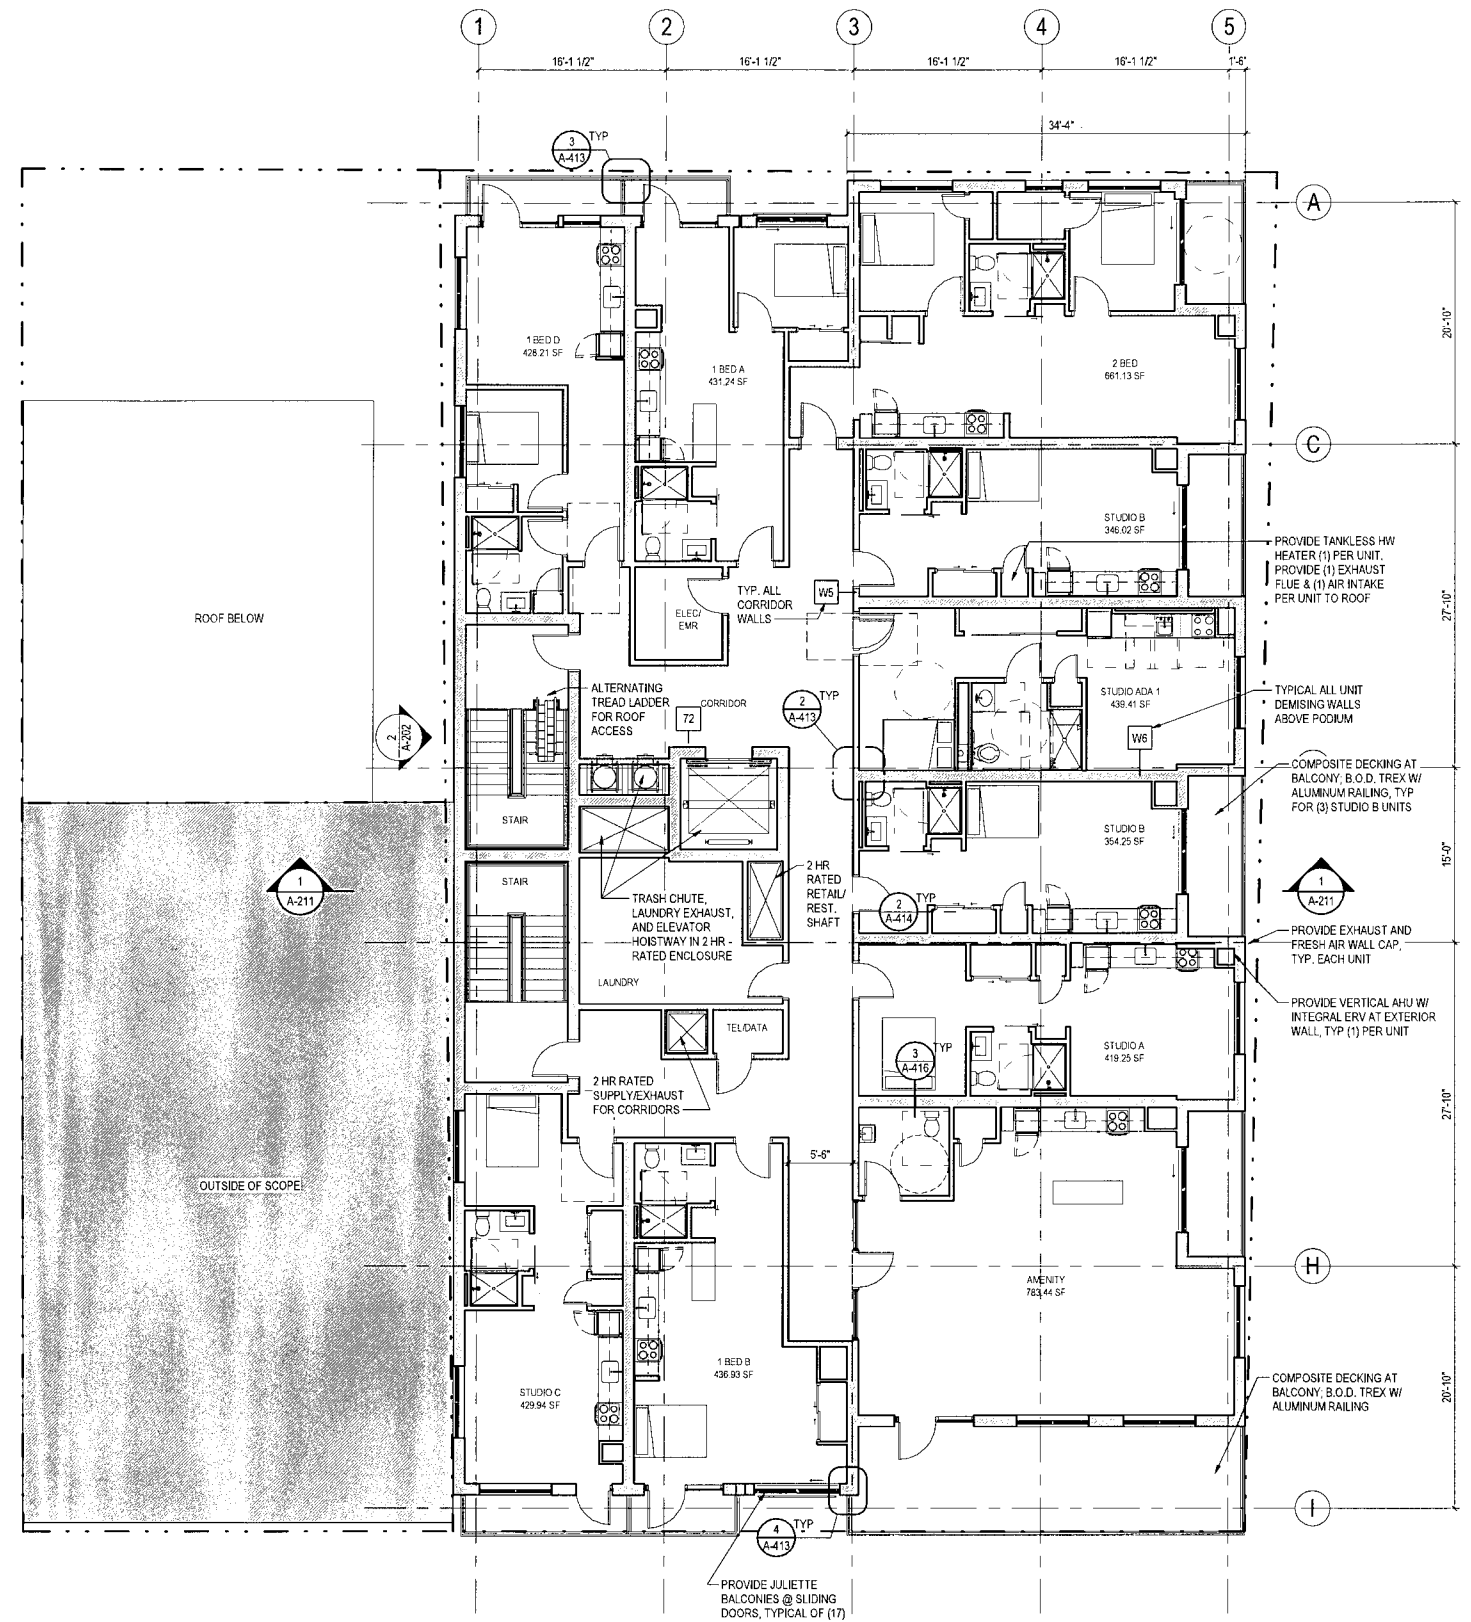 1
2
3
4
5
16'-1 1/2"
16'-1 1/2"
16'-1 1/2"
16'-1 1/2"
1'-6"
34'-4"
3
A-413
TYP
A
20'-10"
1 BED D
428.21 SF
1 BED A
431.24 SF
2 BED
661.13 SF
C
STUDIO B
346.02 SF
PROVIDE TANKLESS HW
HEATER (1) PER UNIT.
PROVIDE (1) EXHAUST
FLUE & (1) AIR INTAKE
PER UNIT TO ROOF
27'-10"
TYP. ALL
CORRIDOR
WALLS
W5
ELEC/
EMR
ROOF BELOW
ALTERNATING
TREAD LADDER
FOR ROOF
ACCESS
72
CORRIDOR
2
A-413
TYP
STUDIO ADA 1
439.41 SF
W6
TYPICAL ALL UNIT
DEMISING WALLS
ABOVE PODIUM
2
A-202
COMPOSITE DECKING AT
BALCONY; B.O.D. TREX W/
ALUMINUM RAILING, TYP
FOR (3) STUDIO B UNITS
STAIR
STUDIO B
354.25 SF
15'-0"
STAIR
1
A-211
2 HR
RATED
RETAIL/
REST.
SHAFT
TRASH CHUTE,
LAUNDRY EXHAUST,
AND ELEVATOR
HOISTWAY IN 2 HR
RATED ENCLOSURE
2
A-414
TYP
1
A-211
PROVIDE EXHAUST AND
FRESH AIR WALL CAP,
TYP. EACH UNIT
LAUNDRY
PROVIDE VERTICAL AHU W/
INTEGRAL ERV AT EXTERIOR
WALL, TYP (1) PER UNIT
TEL/DATA
STUDIO A
419.25 SF
3
A-416
TYP
2 HR RATED
SUPPLY/EXHAUST
FOR CORRIDORS
27'-10"
5'-6"
OUTSIDE OF SCOPE
H
AMENITY
783.44 SF
1 BED B
436.93 SF
STUDIO C
429.94 SF
COMPOSITE DECKING AT
BALCONY; B.O.D. TREX W/
ALUMINUM RAILING
20'-10"
I
4
A-413
TYP
PROVIDE JULIETTE
BALCONIES @ SLIDING
DOORS, TYPICAL OF (17)